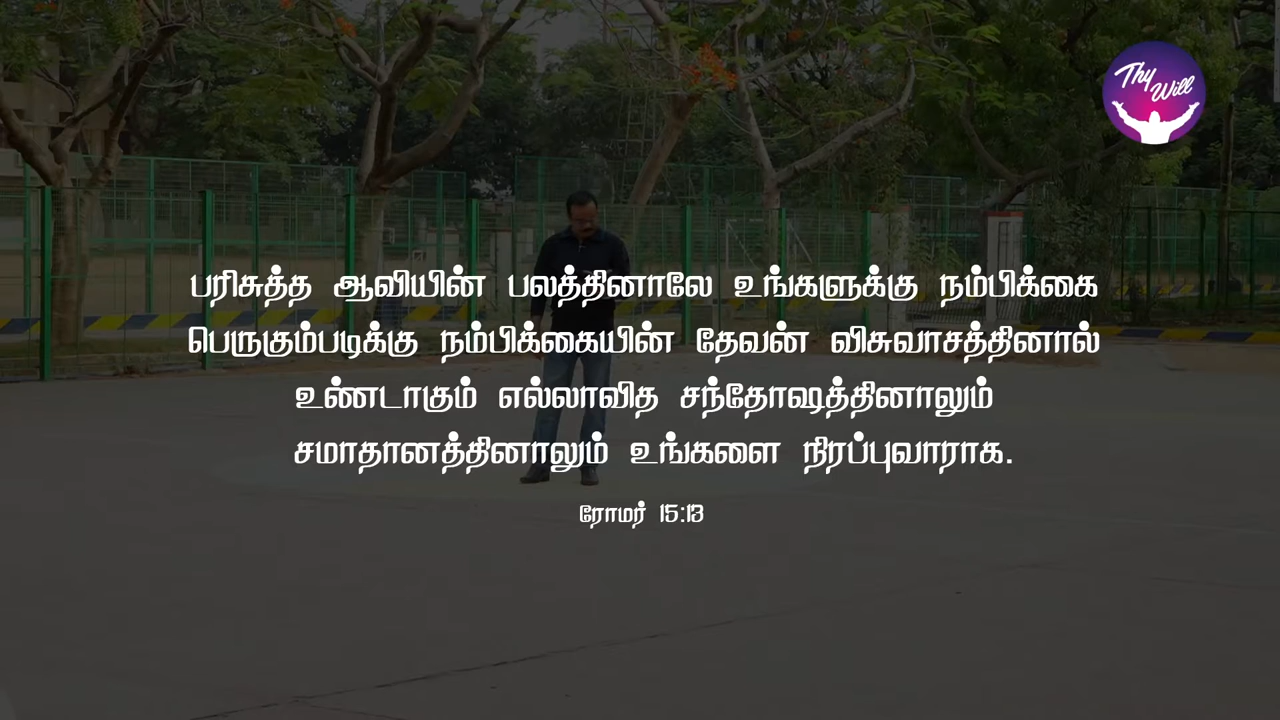 Thy Will
பரிசுத்த ஆவியின் பலத்தினாலே உங்களுக்கு நம்பிக்கை
பெருகும்படிக்கு நம்பிக்கையின் தேவன் விசுவாசத்தினால்
உண்டாகும் எல்லாவித சந்தோஷத்தினாலும்
சமாதானத்தினாலும் உங்களை நிரப்புவாராக.
ரோமர் 15:13